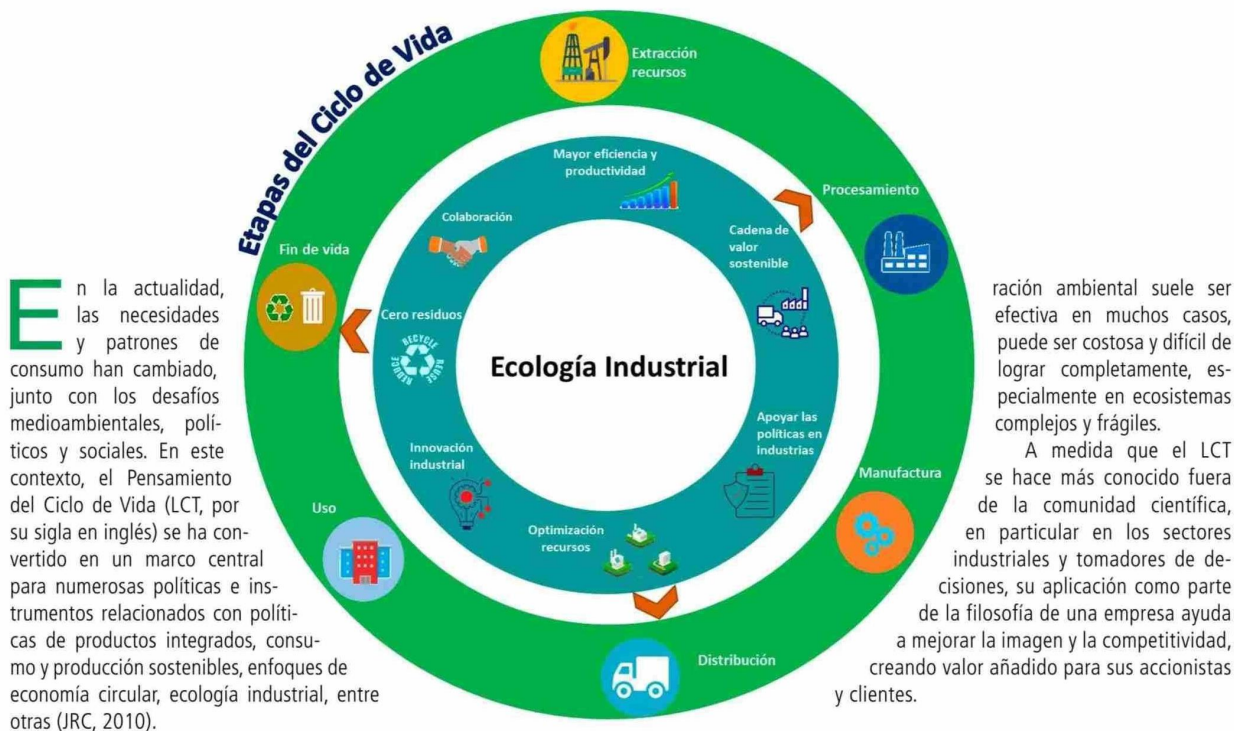 Etapas del Ciclo de Vida
Extracción
recursos
Procesamiento
Manufactura
Distribución
Uso
Fin de vida
Mayor eficiencia y
productividad
Cadena de
valor
sostenible
Apoyar las
políticas en
industrias
Optimización
recursos
Innovación
industrial
Cero residuos
RECYCLE
REUSE
REDUCE
Colaboración
Ecología Industrial
En la actualidad,
las necesidades
y patrones de
consumo han cambiado,
junto con los desafíos
medioambientales, polí-
ticos y sociales. En este
contexto, el Pensamiento
del Ciclo de Vida (LCT, por
su sigla en inglés) se ha con-
vertido en un marco central
para numerosas políticas e ins-
trumentos relacionados con políti-
cas de productos integrados, consu-
mo y producción sostenibles, enfoques de
economía circular, ecología industrial, entre
otras (JRC, 2010).
ración ambiental suele ser
efectiva en muchos casos,
puede ser costosa y difícil de
lograr completamente, es-
pecialmente en ecosistemas
complejos y frágiles.
A medida que el LCT
se hace más conocido fuera
de la comunidad científica,
en particular en los sectores
industriales y tomadores de de-
cisiones, su aplicación como parte
de la filosofía de una empresa ayuda
a mejorar la imagen y la competitividad,
creando valor añadido para sus accionistas
y clientes.